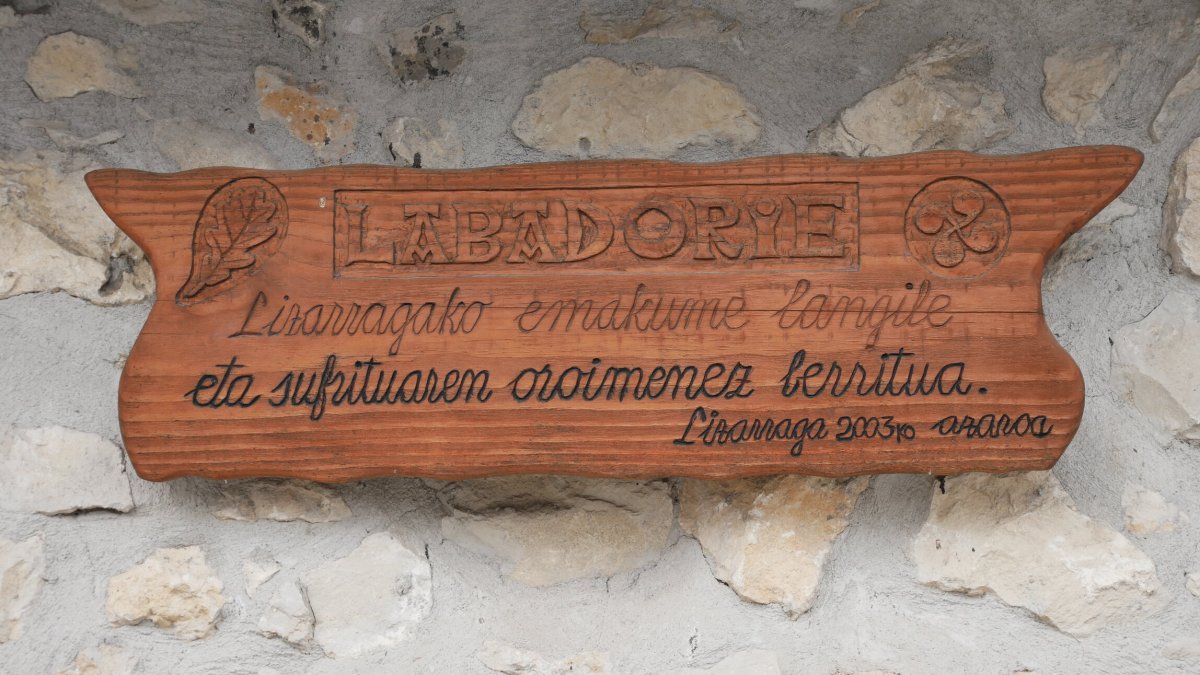 LABADORiE
Lizarragako emakume langile
eta sufrituaren oroimenez berritua.
Lizarraga 2003ko azaroa